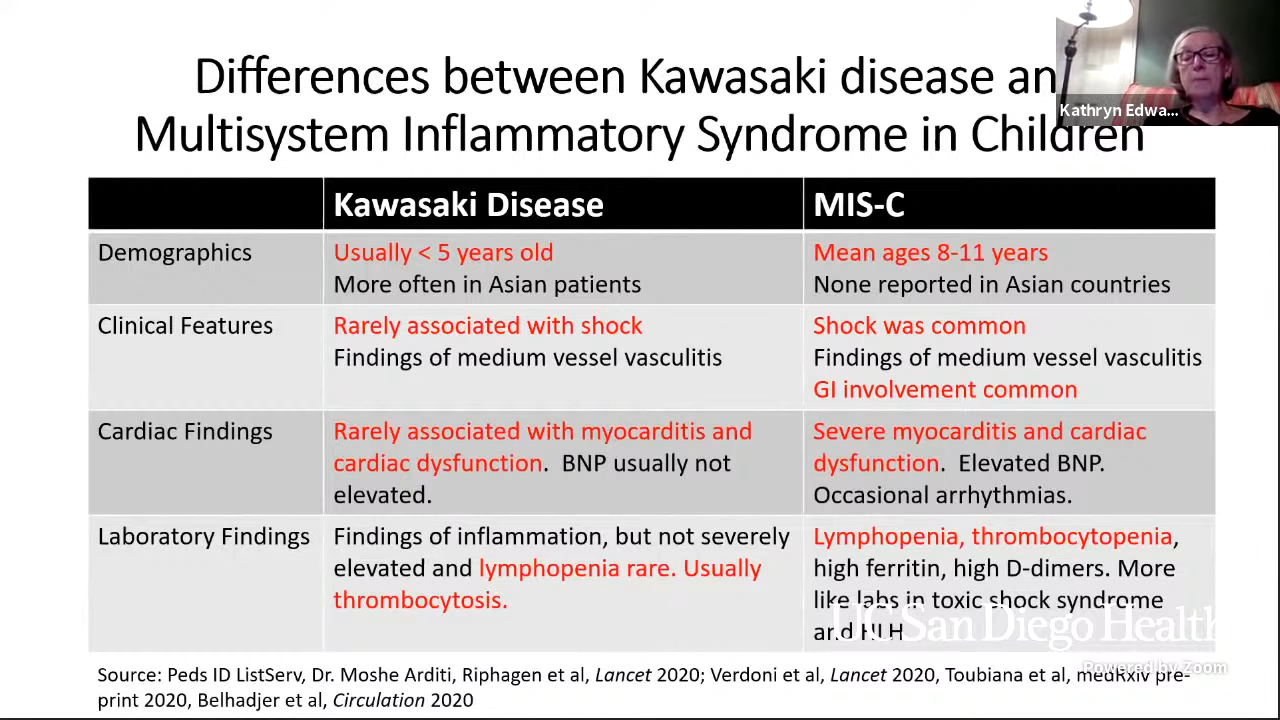 Differences between Kawasaki disease an
Multisystem Inflammatory Syndrome in Children
Kathryn Edwa...
Kawasaki Disease
MIS-C
Demographics
Usually < 5 years old
More often in Asian patients
Mean ages 8-11 years
None reported in Asian countries
Clinical Features
Rarely associated with shock
Findings of medium vessel vasculitis
Shock was common
Findings of medium vessel vasculitis
GI involvement common
Cardiac Findings
Rarely associated with myocarditis and
cardiac dysfunction. BNP usually not
elevated.
Severe myocarditis and cardiac
dysfunction. Elevated BNP.
Occasional arrhythmias.
Laboratory Findings
Findings of inflammation, but not severely
elevated and lymphopenia rare. Usually
thrombocytosis.
Lymphopenia, thrombocytopenia,
high ferritin, high D-dimers. More
like labs in toxic shock syndrome
and HLH
UC San Diego Health
Powered by Zoom
Source: Peds ID ListServ, Dr. Moshe Arditi, Riphagen et al, Lancet 2020; Verdoni et al, Lancet 2020, Toubiana et al, medRxiv pre-
print 2020, Belhadjer et al, Circulation 2020